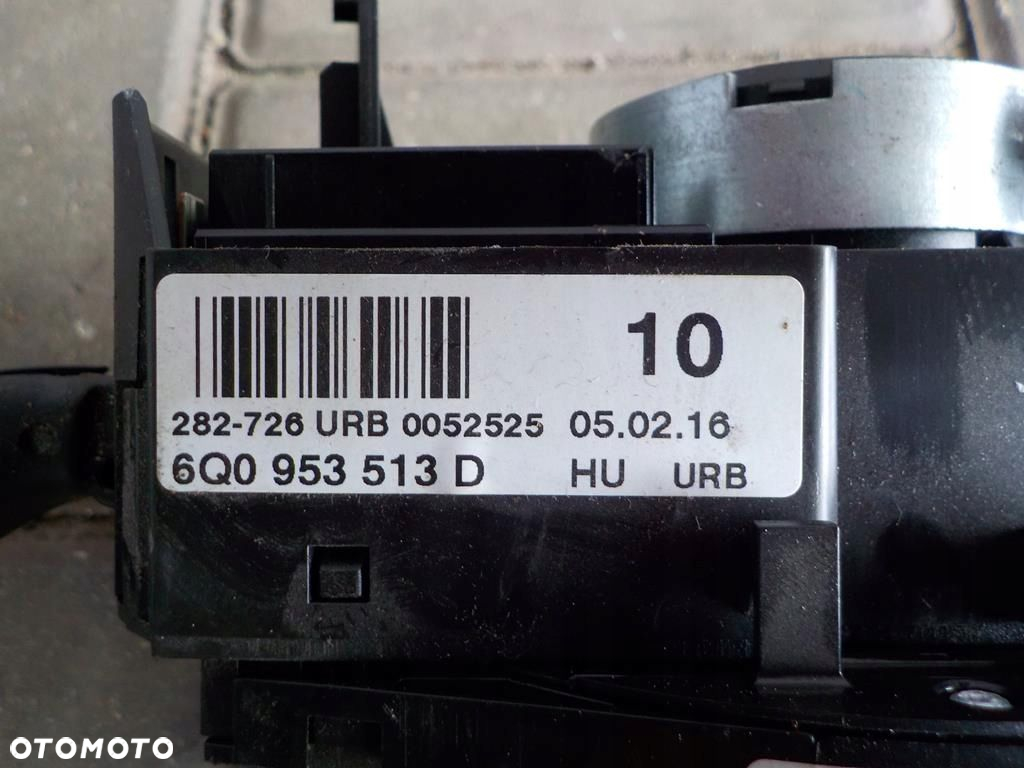 10
282-726 URB 0052525 05.02.16
6Q0 953 513 D HU URB
OTOMOTO